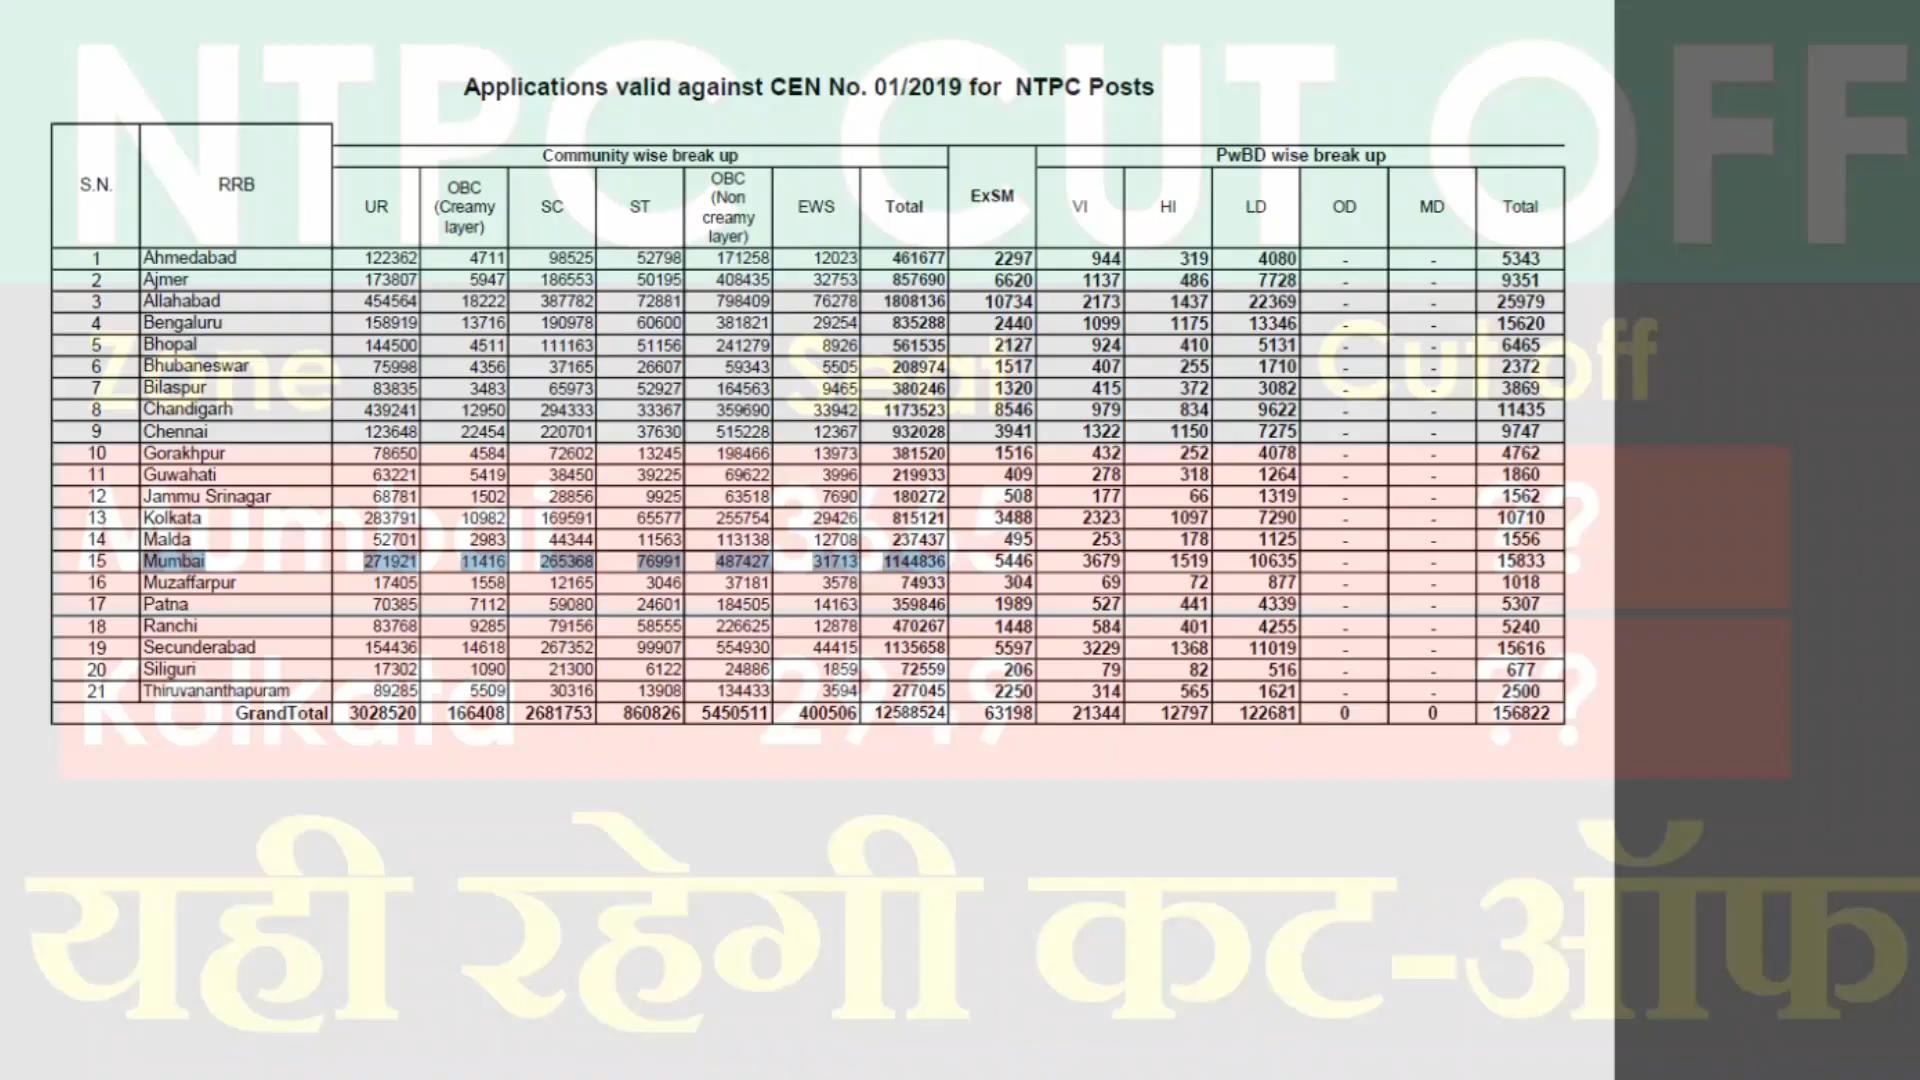 NTPC CUT OFF
Applications valid against CEN No. 01/2019 for NTPC Posts
S.N. RRB Community wise break up ExSM PwBD wise break up
UR OBC (Creamy layer) SC ST OBC (Non creamy layer) EWS Total VI HI LD OD MD Total
1 Ahmedabad 122362 4711 98525 52798 171258 12023 461677 2297 944 319 4080 - - 5343
2 Ajmer 173807 5947 186553 50195 408435 32753 857690 6620 1137 486 7728 - - 9351
3 Allahabad 454564 18222 387782 72881 798409 76278 1808136 10734 2173 1437 22369 - - 25979
4 Bengaluru 158919 13716 190978 60600 381821 29254 835288 2440 1099 1175 13346 - - 15620
5 Bhopal 144500 4511 111163 51156 241279 8926 561535 2127 924 410 5131 - - 6465
6 Bhubaneswar 75998 4356 37165 26607 59343 5505 208974 1517 407 255 1710 - - 2372
7 Bilaspur 83835 3483 65973 52927 164563 9465 380246 1320 415 372 3082 - - 3869
8 Chandigarh 439241 12950 294333 33367 359690 33942 1173523 8546 979 834 9622 - - 11435
9 Chennai 123648 22454 220701 37630 515228 12367 932028 3941 1322 1150 7275 - - 9747
10 Gorakhpur 78650 4584 72602 13245 198466 13973 381520 1516 432 252 4078 - - 4762
11 Guwahati 63221 5419 38450 39225 69622 3996 219933 409 278 318 1264 - - 1860
12 Jammu Srinagar 68781 1502 28856 9925 63518 7690 180272 508 177 66 1319 - - 1562
13 Kolkata 283791 10982 169591 65577 255754 29426 815121 3488 2323 1097 7290 - - 10710
14 Malda 52701 2983 44344 11563 113138 12708 237437 495 253 178 1125 - - 1556
15 Mumbai 271921 11416 265368 76991 487427 31713 1144836 5446 3679 1519 10635 - - 15833
16 Muzaffarpur 17405 1558 12165 3046 37181 3578 74933 304 69 72 877 - - 1018
17 Patna 70385 7112 59080 24601 184505 14163 359846 1989 527 441 4339 - - 5307
18 Ranchi 83768 9285 79156 58555 226625 12878 470267 1448 584 401 4255 - - 5240
19 Secunderabad 154436 14618 267352 99907 554930 44415 1135658 5597 3229 1368 11019 - - 15616
20 Siliguri 17302 1090 21300 6122 24886 1859 72559 206 79 82 516 - - 677
21 Thiruvananthapuram 89285 5509 30316 13908 134433 3594 277045 2250 314 565 1621 - - 2500
GrandTotal 3028520 166408 2681753 860826 5450511 400506 12588524 63198 21344 12797 122681 0 0 156822
Zone Seat Cut off
Mumbai ??
Kolkata ??
यही रहेगी कट-ऑफ